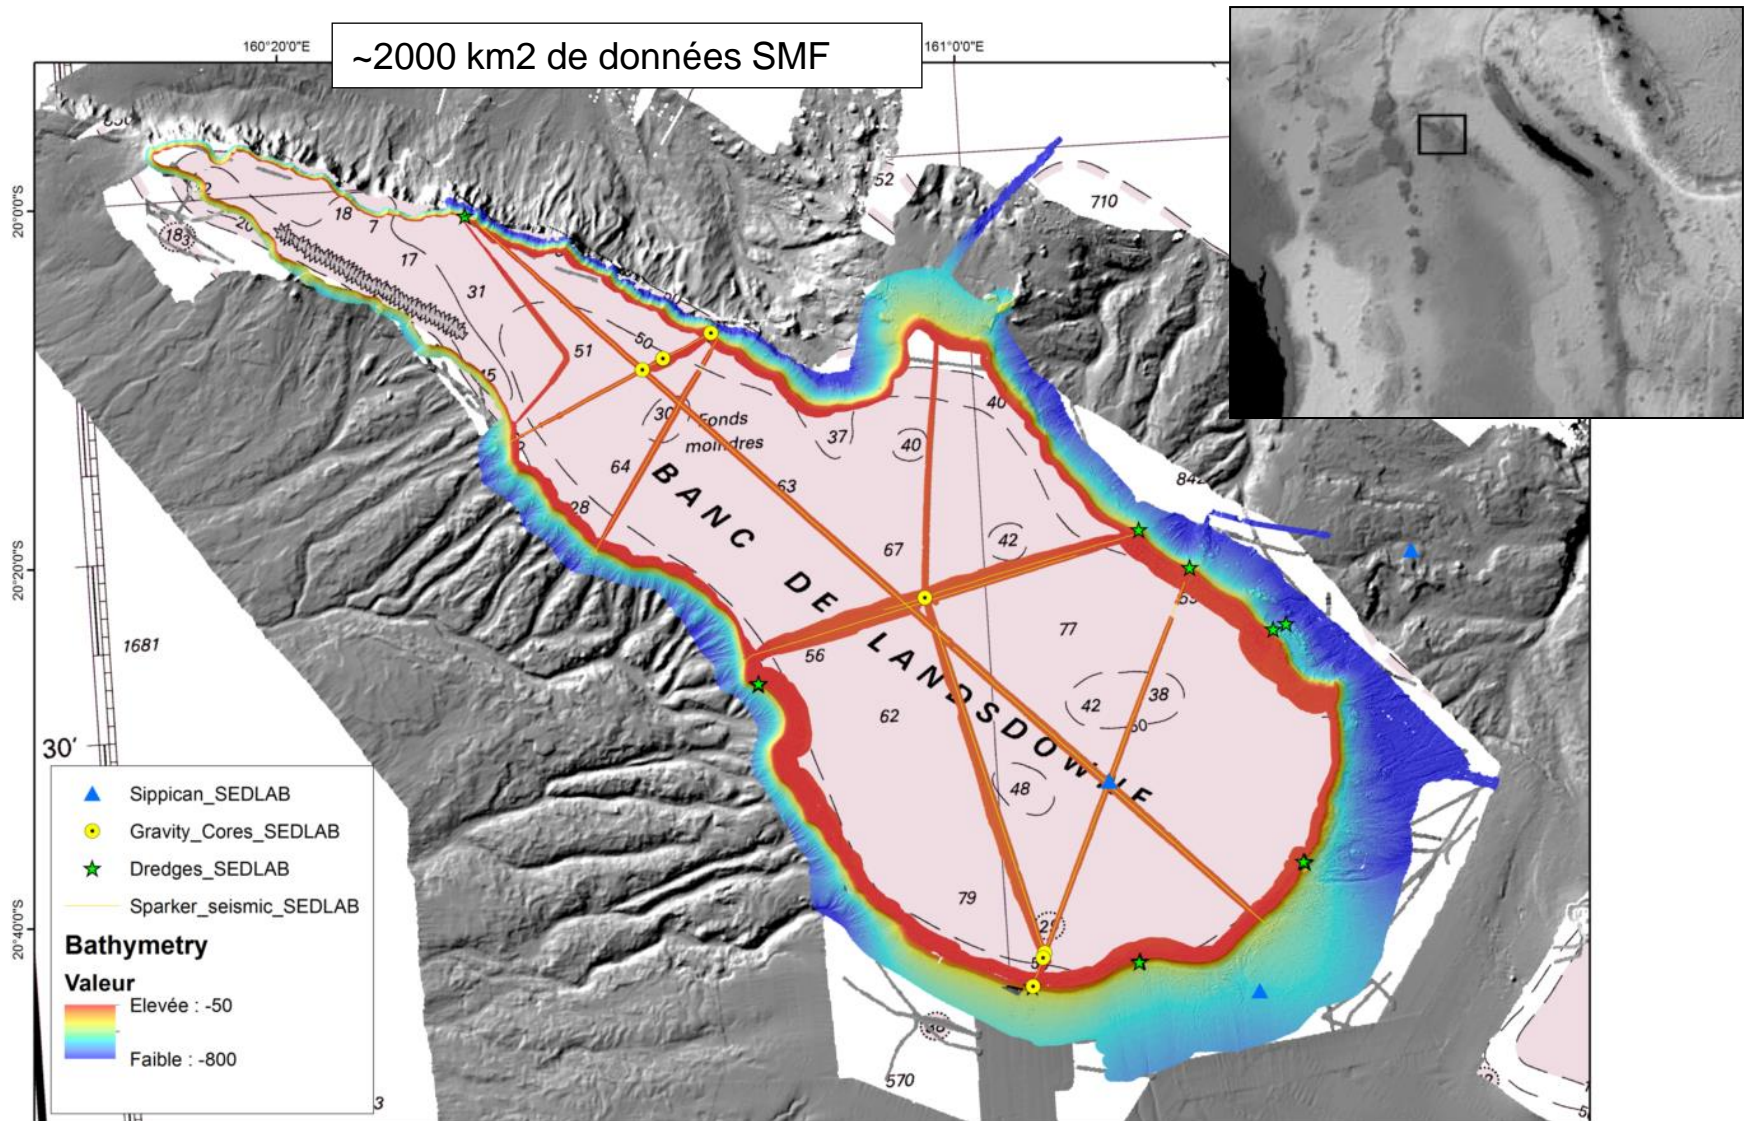 ~2000 km2 de données SMF
160°20'0"E
161°0'0"E
20°0'0"S
20°20'0"S
20°40'0"S
52
710
18
7
17
31
20
183
51
50
45
30
Fonds
moindres
37
40
40
64
63
28
842
67
42
1681
56
77
62
42
38
50
48
79
BANC DE LANDSDOWNE
30'
570
3
Sippican_SEDLAB
Gravity_Cores_SEDLAB
Dredges_SEDLAB
Sparker_seismic_SEDLAB
Bathymetry
Valeur
Elevée : -50
Faible : -800